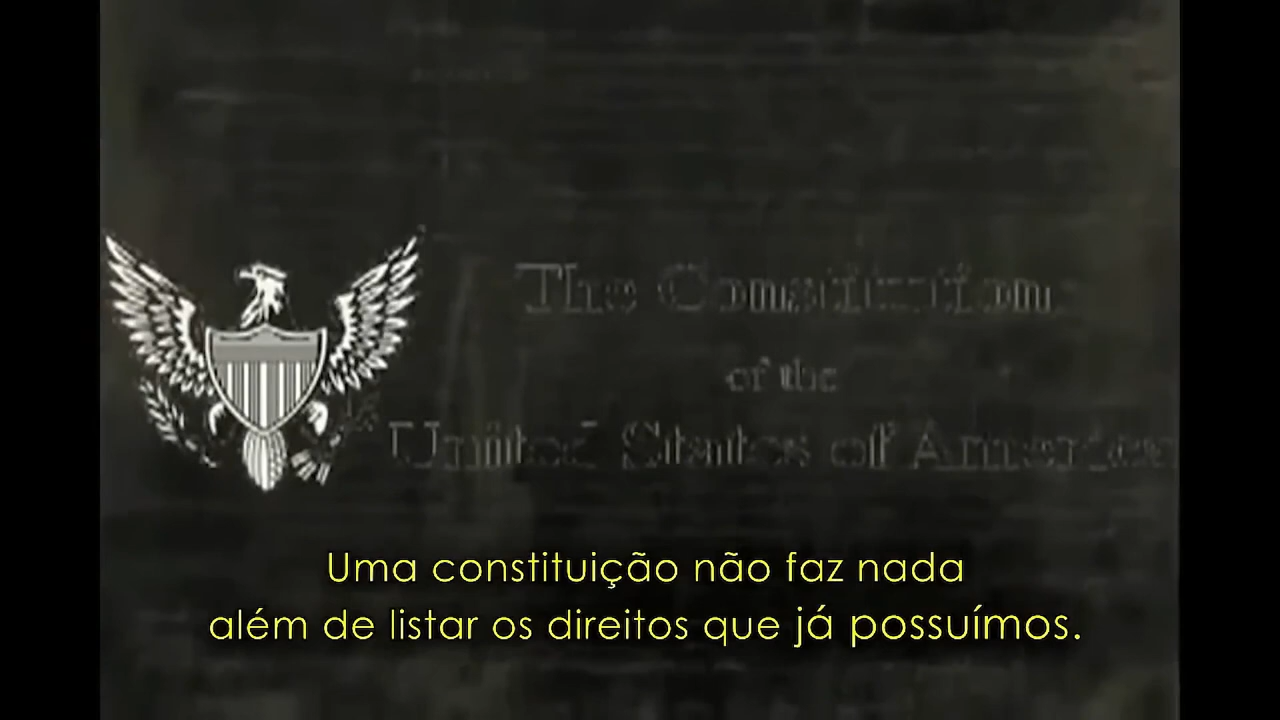 The Constitution
of the
United States of America
Uma constituição não faz nada
além de listar os direitos que já possuímos.